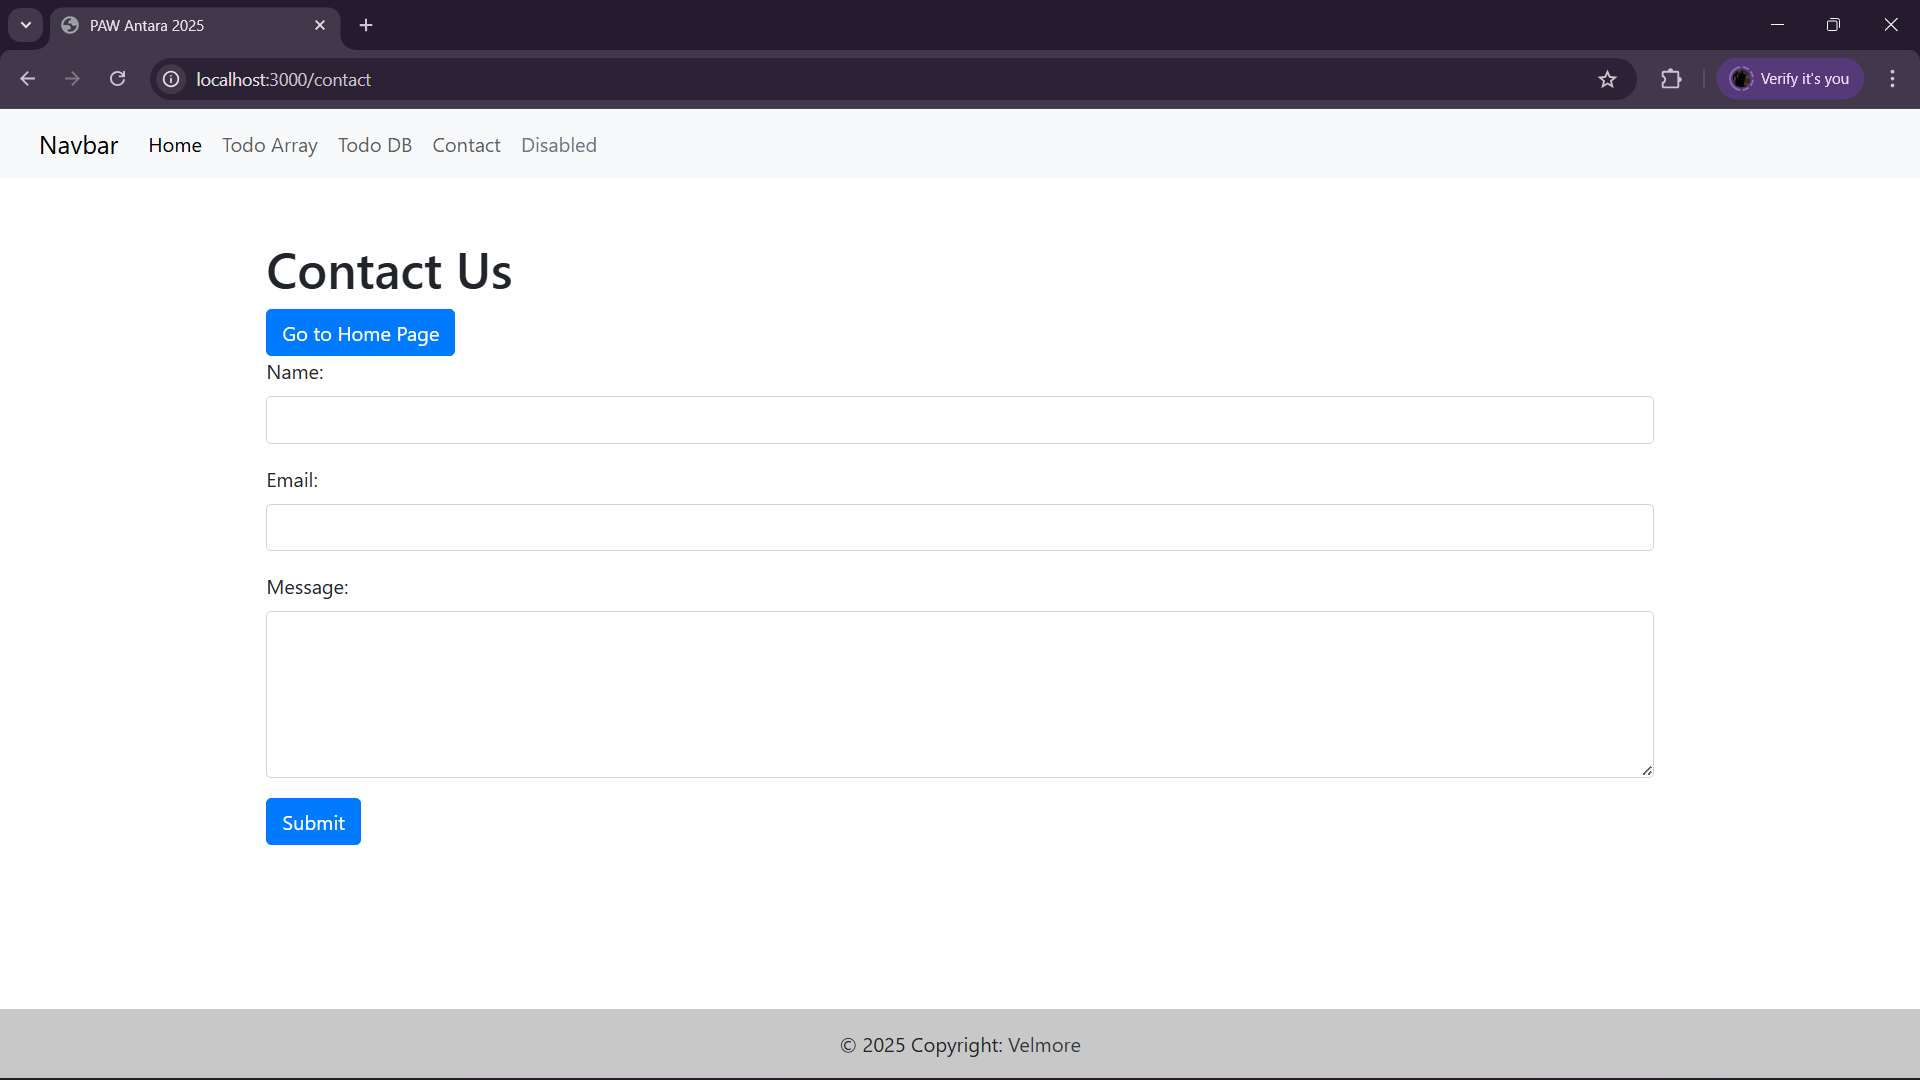 PAW Antara 2025
localhost:3000/contact
Verify it's you
Navbar Home Todo Array Todo DB Contact Disabled
Contact Us
Go to Home Page
Name:
Email:
Message:
Submit
© 2025 Copyright: Velmore